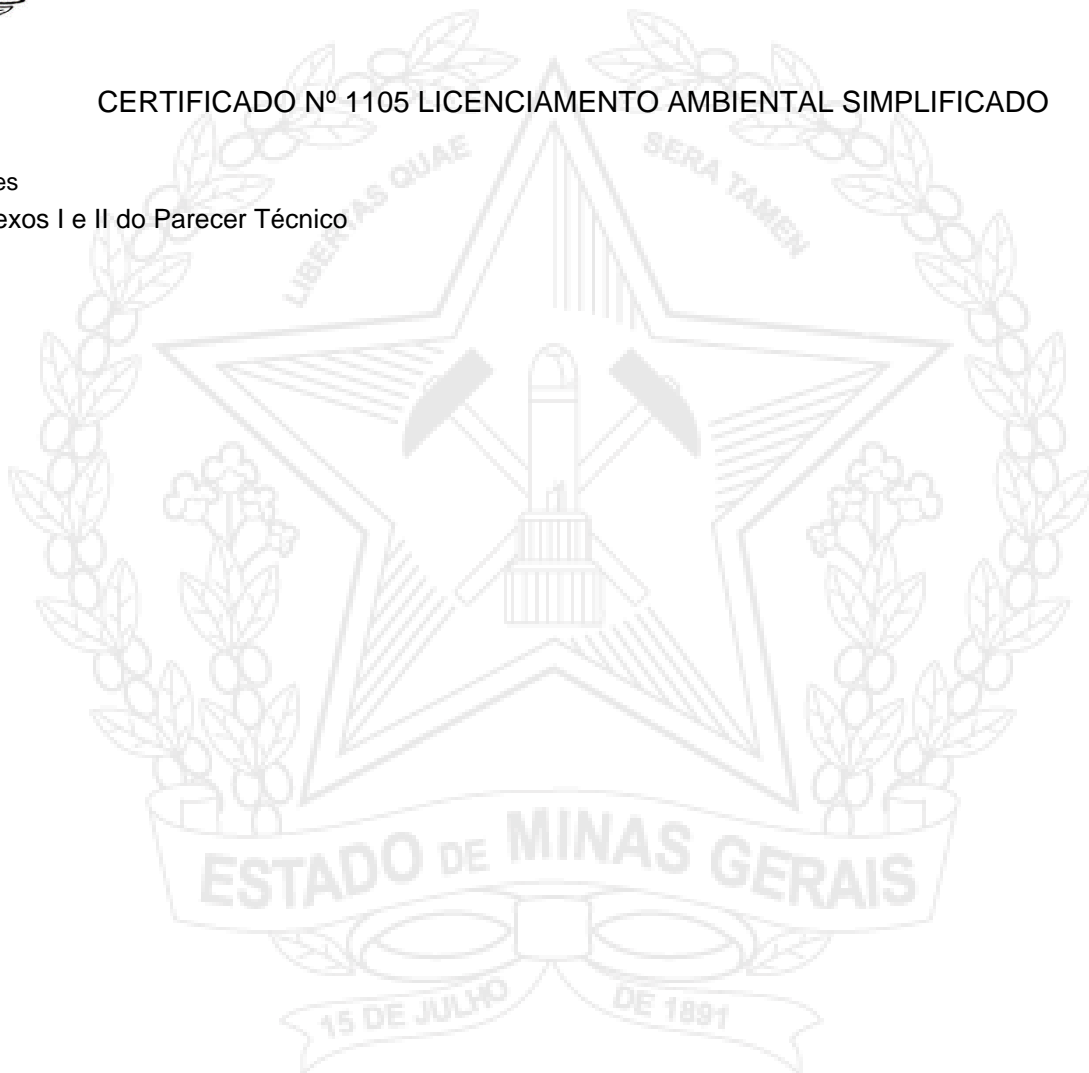 CERTIFICADO Nº 1105 LICENCIAMENTO AMBIENTAL SIMPLIFICADO
es
exos I e II do Parecer Técnico
LIBERTAS QUAE SERA TAMEN
ESTADO DE MINAS GERAIS
15 DE JULHO DE 1891